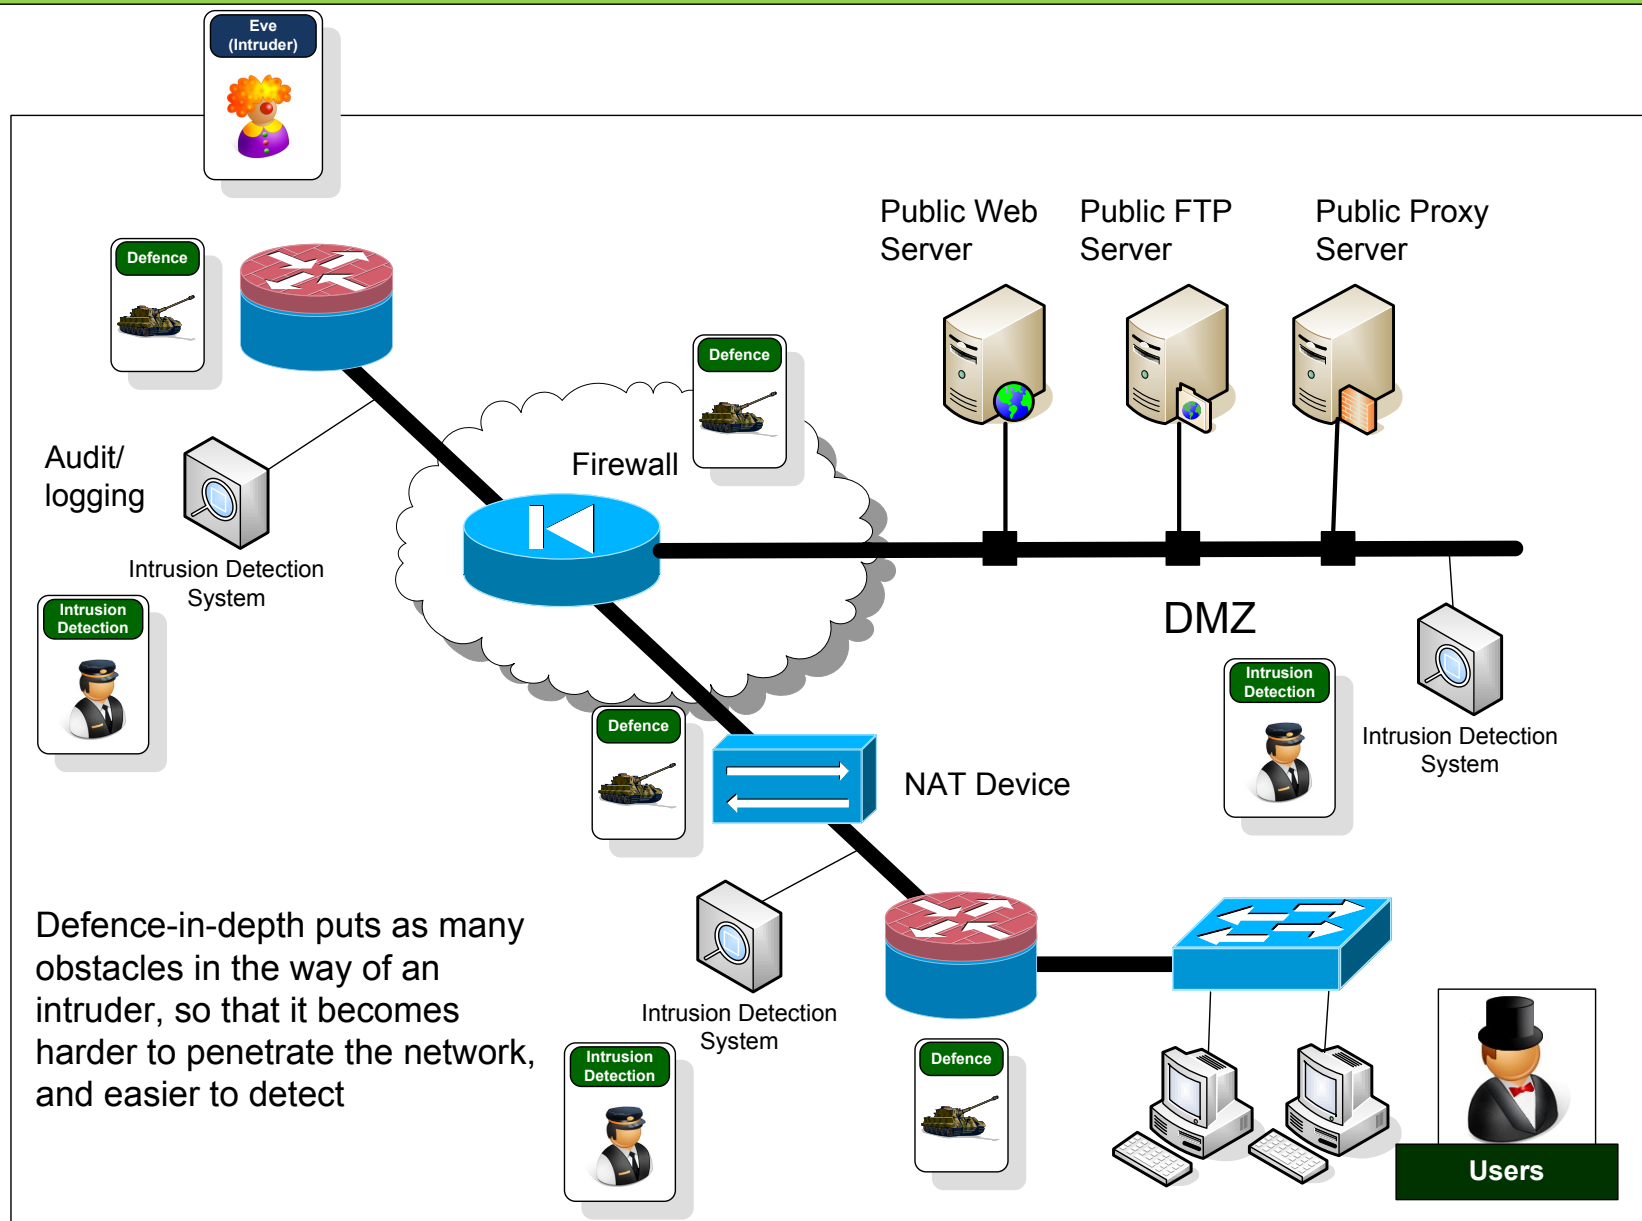 Eve
(Intruder)
Public Web
Server
Public FTP
Server
Public Proxy
Server
Defence
Defence
Firewall
Audit/
logging
Intrusion Detection
System
Intrusion
Detection
DMZ
Intrusion
Detection
Intrusion Detection
System
Defence
NAT Device
Defence-in-depth puts as many
obstacles in the way of an
intruder, so that it becomes
harder to penetrate the network,
and easier to detect
Intrusion Detection
System
Intrusion
Detection
Defence
Users